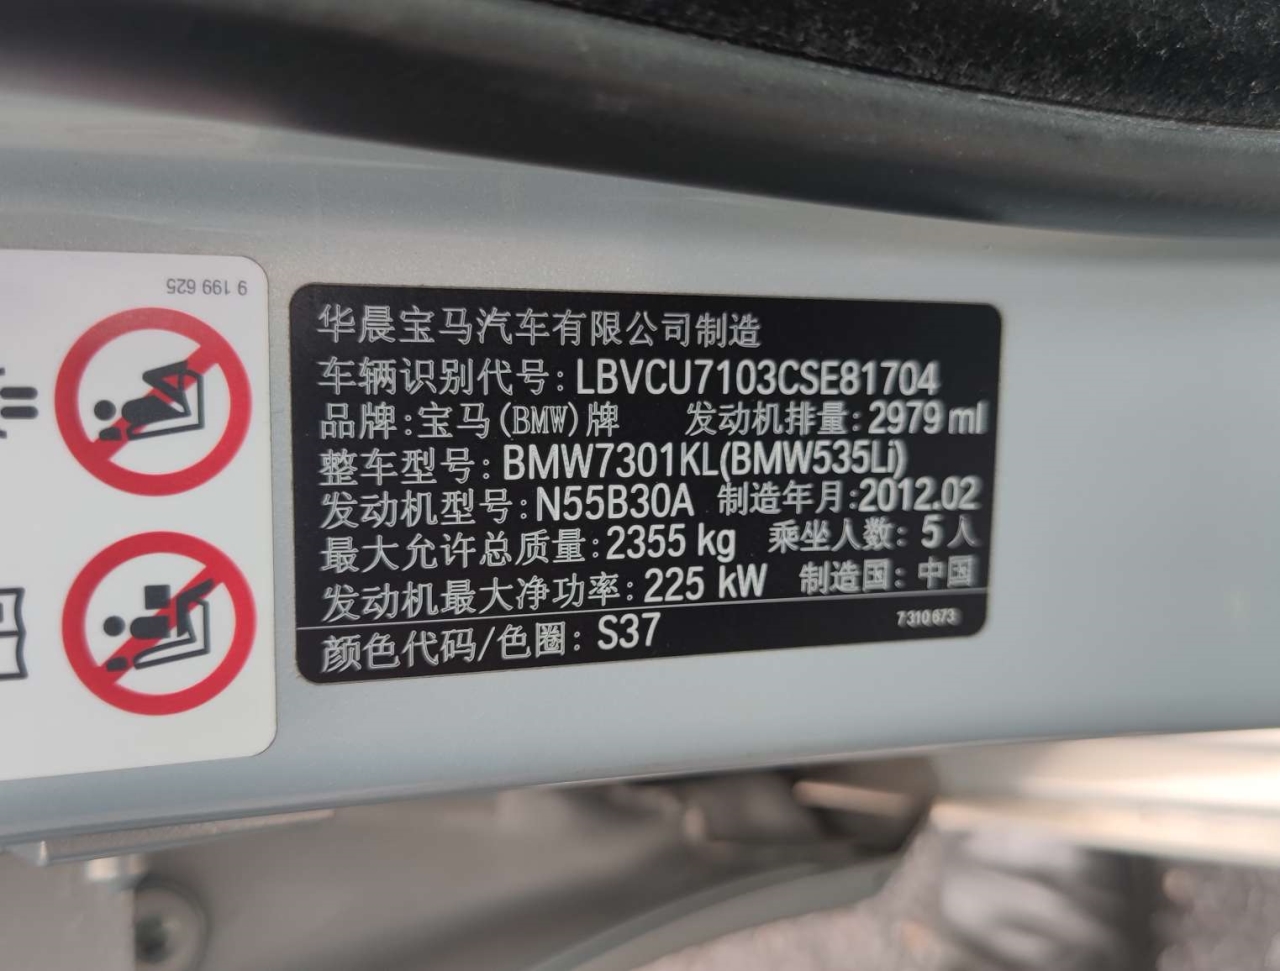 9 199 625
华晨宝马汽车有限公司制造
车辆识别代号:LBVCU7103CSE81704
品牌:宝马(BMW)牌 发动机排量:2979 ml
整车型号:BMW7301KL(BMW535Li)
发动机型号:N55B30A 制造年月:2012.02
最大允许总质量:2355 kg 乘坐人数:5人
发动机最大净功率:225 kW 制造国:中国
颜色代码/色圈:S37 7310673